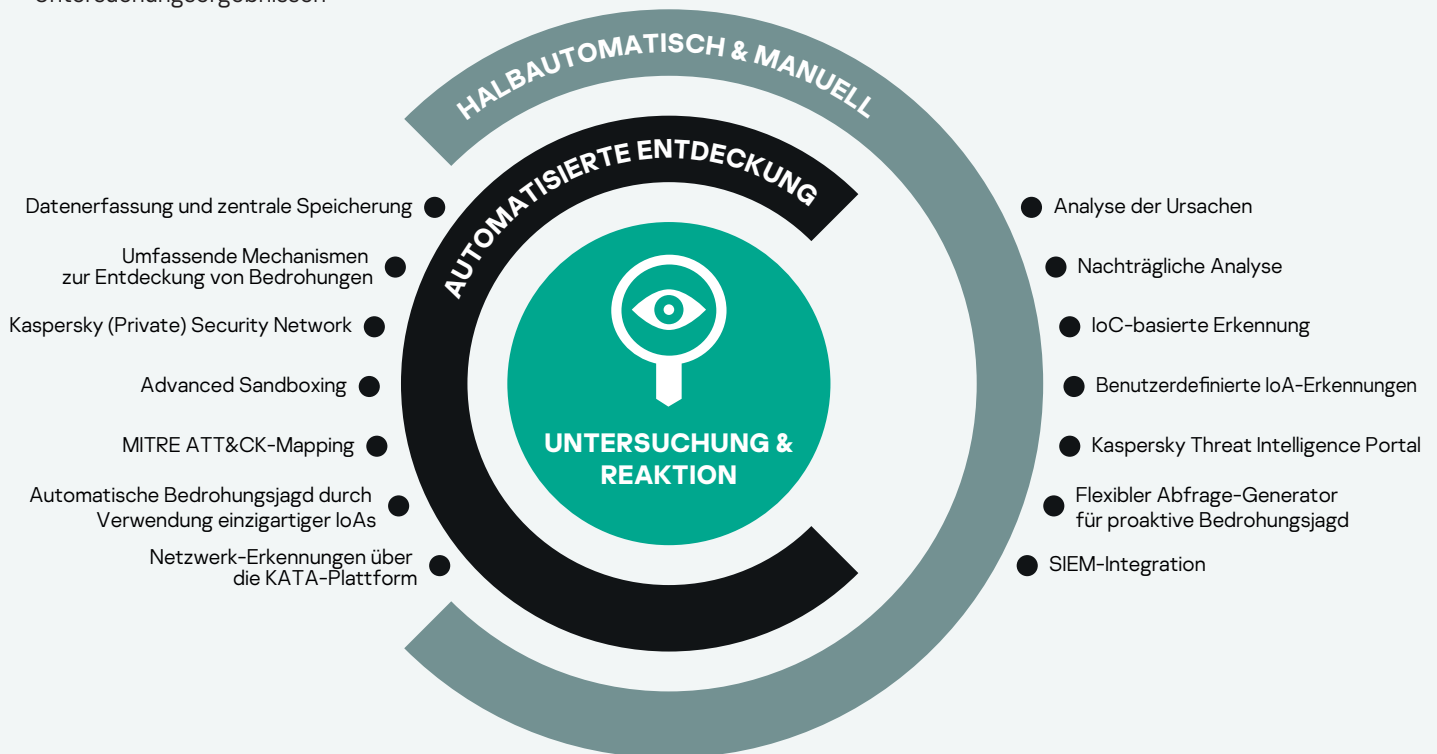 Untersuchungsergebnissen
HALBAUTOMATISCH & MANUELL
AUTOMATISIERTE ENTDECKUNG
Datenerfassung und zentrale Speicherung
Umfassende Mechanismen
zur Entdeckung von Bedrohungen
Kaspersky (Private) Security Network
Advanced Sandboxing
MITRE ATT&CK-Mapping
Automatische Bedrohungsjagd durch
Verwendung einzigartiger IoAs
Netzwerk-Erkennungen über
die KATA-Plattform
UNTERSUCHUNG &
REAKTION
Analyse der Ursachen
Nachträgliche Analyse
IoC-basierte Erkennung
Benutzerdefinierte IoA-Erkennungen
Kaspersky Threat Intelligence Portal
Flexibler Abfrage-Generator
für proaktive Bedrohungsjagd
SIEM-Integration